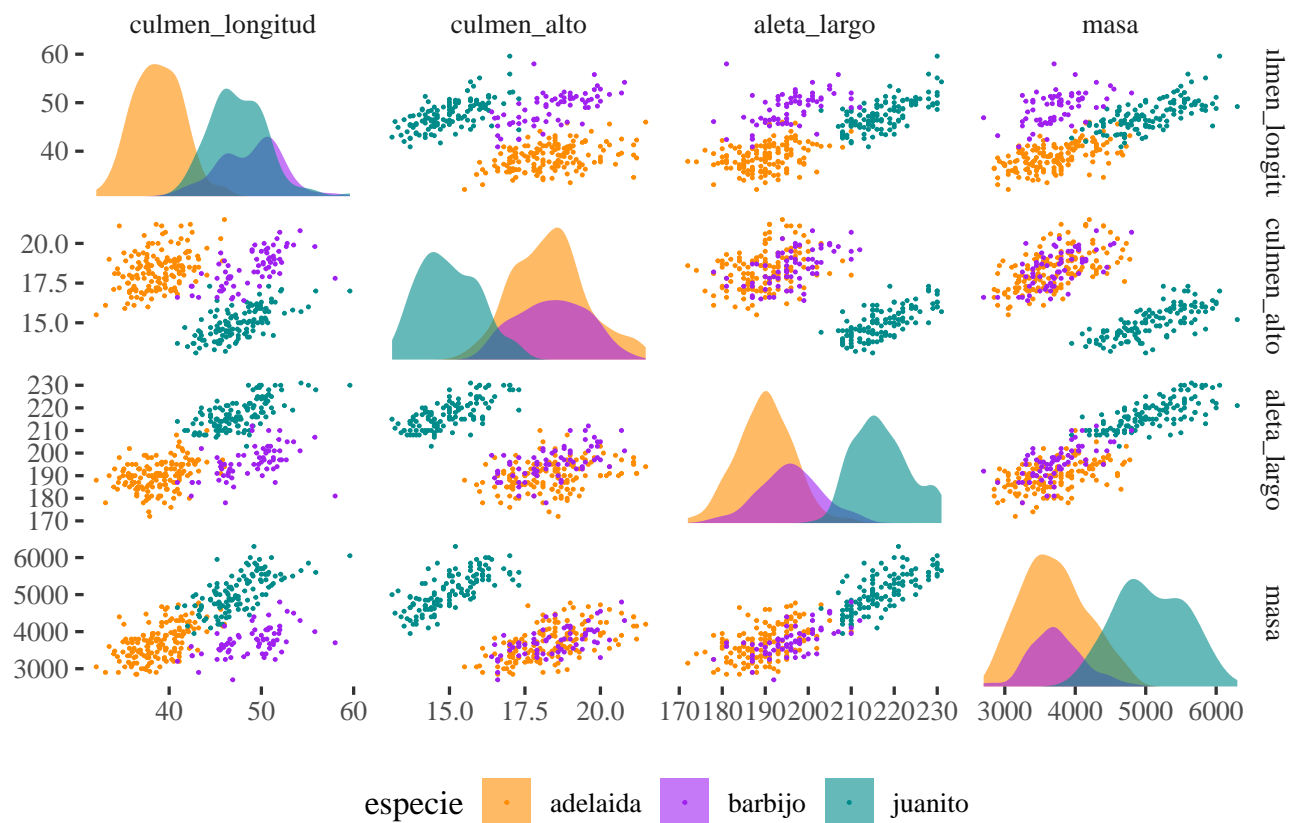 culmen_longitud culmen_alto aleta_largo masa
60
50
40
ılmen_longitu
20.0
17.5
15.0
culmen_alto
230
220
210
200
190
180
170
aleta_largo
6000
5000
4000
3000
masa
40 50 60 15.0 17.5 20.0 170 180 190 200 210 220 230 3000 4000 5000 6000
especie adelaida barbijo juanito